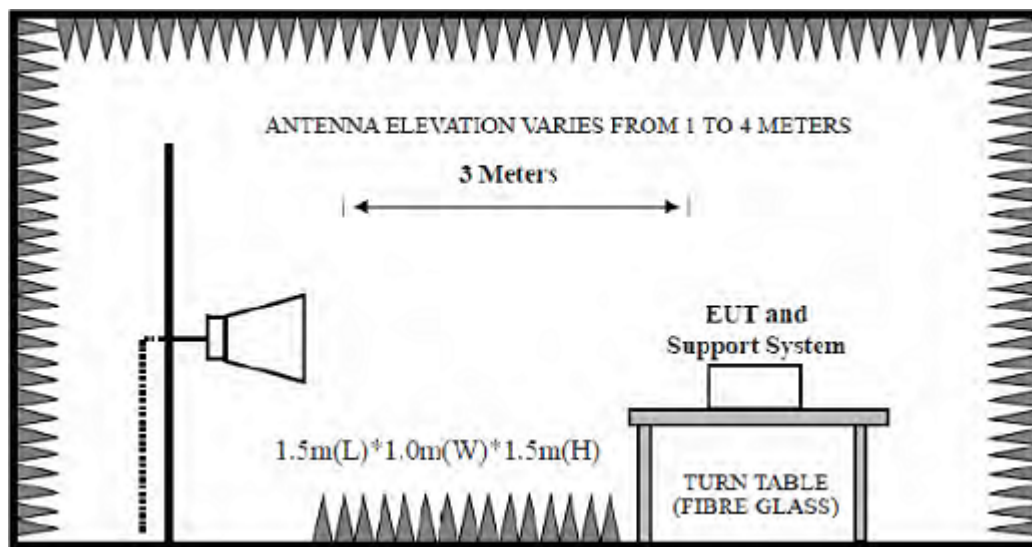 ANTENNA ELEVATION VARIES FROM 1 TO 4 METERS
3 Meters
EUT and
Support System
1.5m(L)*1.0m(W)*1.5m(H)
TURN TABLE
(FIBRE GLASS)